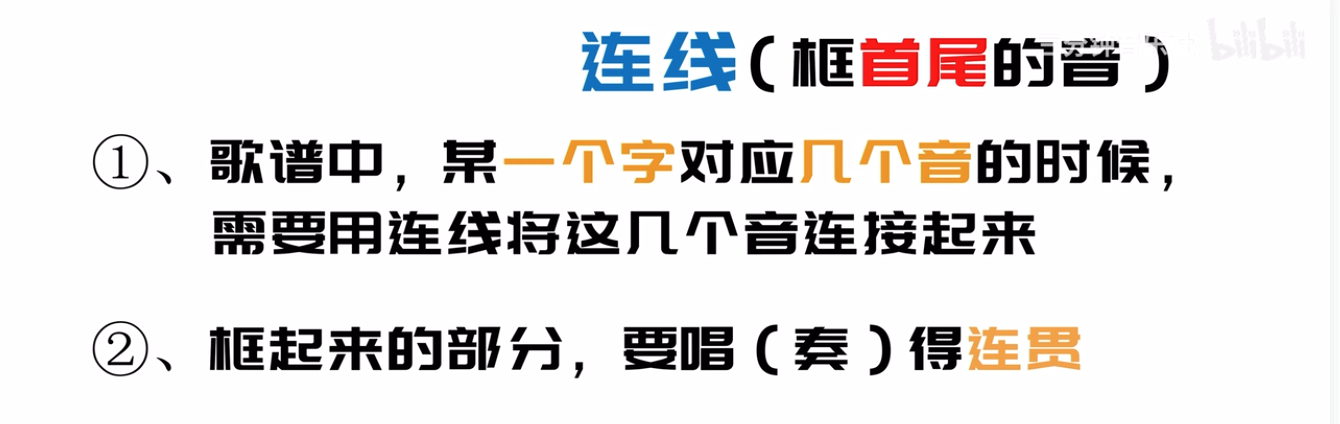 连线(框首尾的音)
bilibili
①、歌谱中,某一个字对应几个音的时候,
需要用连线将这几个音连接起来
②、框起来的部分,要唱(奏)得连贯